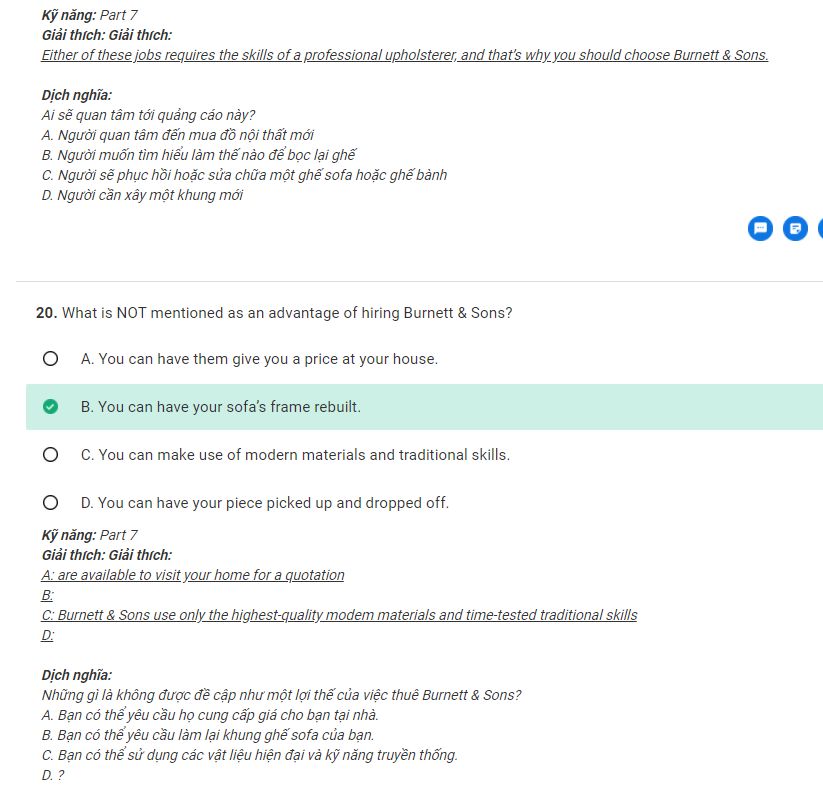 Kỹ năng: Part 7
Giải thích: Giải thích:
Either of these jobs requires the skills of a professional upholsterer, and that's why you should choose Burnett & Sons.
Dịch nghĩa:
Ai sẽ quan tâm tới quảng cáo này?
A. Người quan tâm đến mua đồ nội thất mới
B. Người muốn tìm hiểu làm thế nào để bọc lại ghế
C. Người sẽ phục hồi hoặc sửa chữa một ghế sofa hoặc ghế bành
D. Người cần xây một khung mới
20. What is NOT mentioned as an advantage of hiring Burnett & Sons?
A. You can have them give you a price at your house.
B. You can have your sofa's frame rebuilt.
C. You can make use of modern materials and traditional skills.
D. You can have your piece picked up and dropped off.
Kỹ năng: Part 7
Giải thích: Giải thích:
A: are available to visit your home for a quotation
B:
C: Burnett & Sons use only the highest-quality modem materials and time-tested traditional skills
D:
Dịch nghĩa:
Những gì là không được đề cập như một lợi thế của việc thuê Burnett & Sons?
A. Bạn có thể yêu cầu họ cung cấp giá cho bạn tại nhà.
B. Bạn có thể yêu cầu làm lại khung ghế sofa của bạn.
C. Bạn có thể sử dụng các vật liệu hiện đại và kỹ năng truyền thống.
D. ?